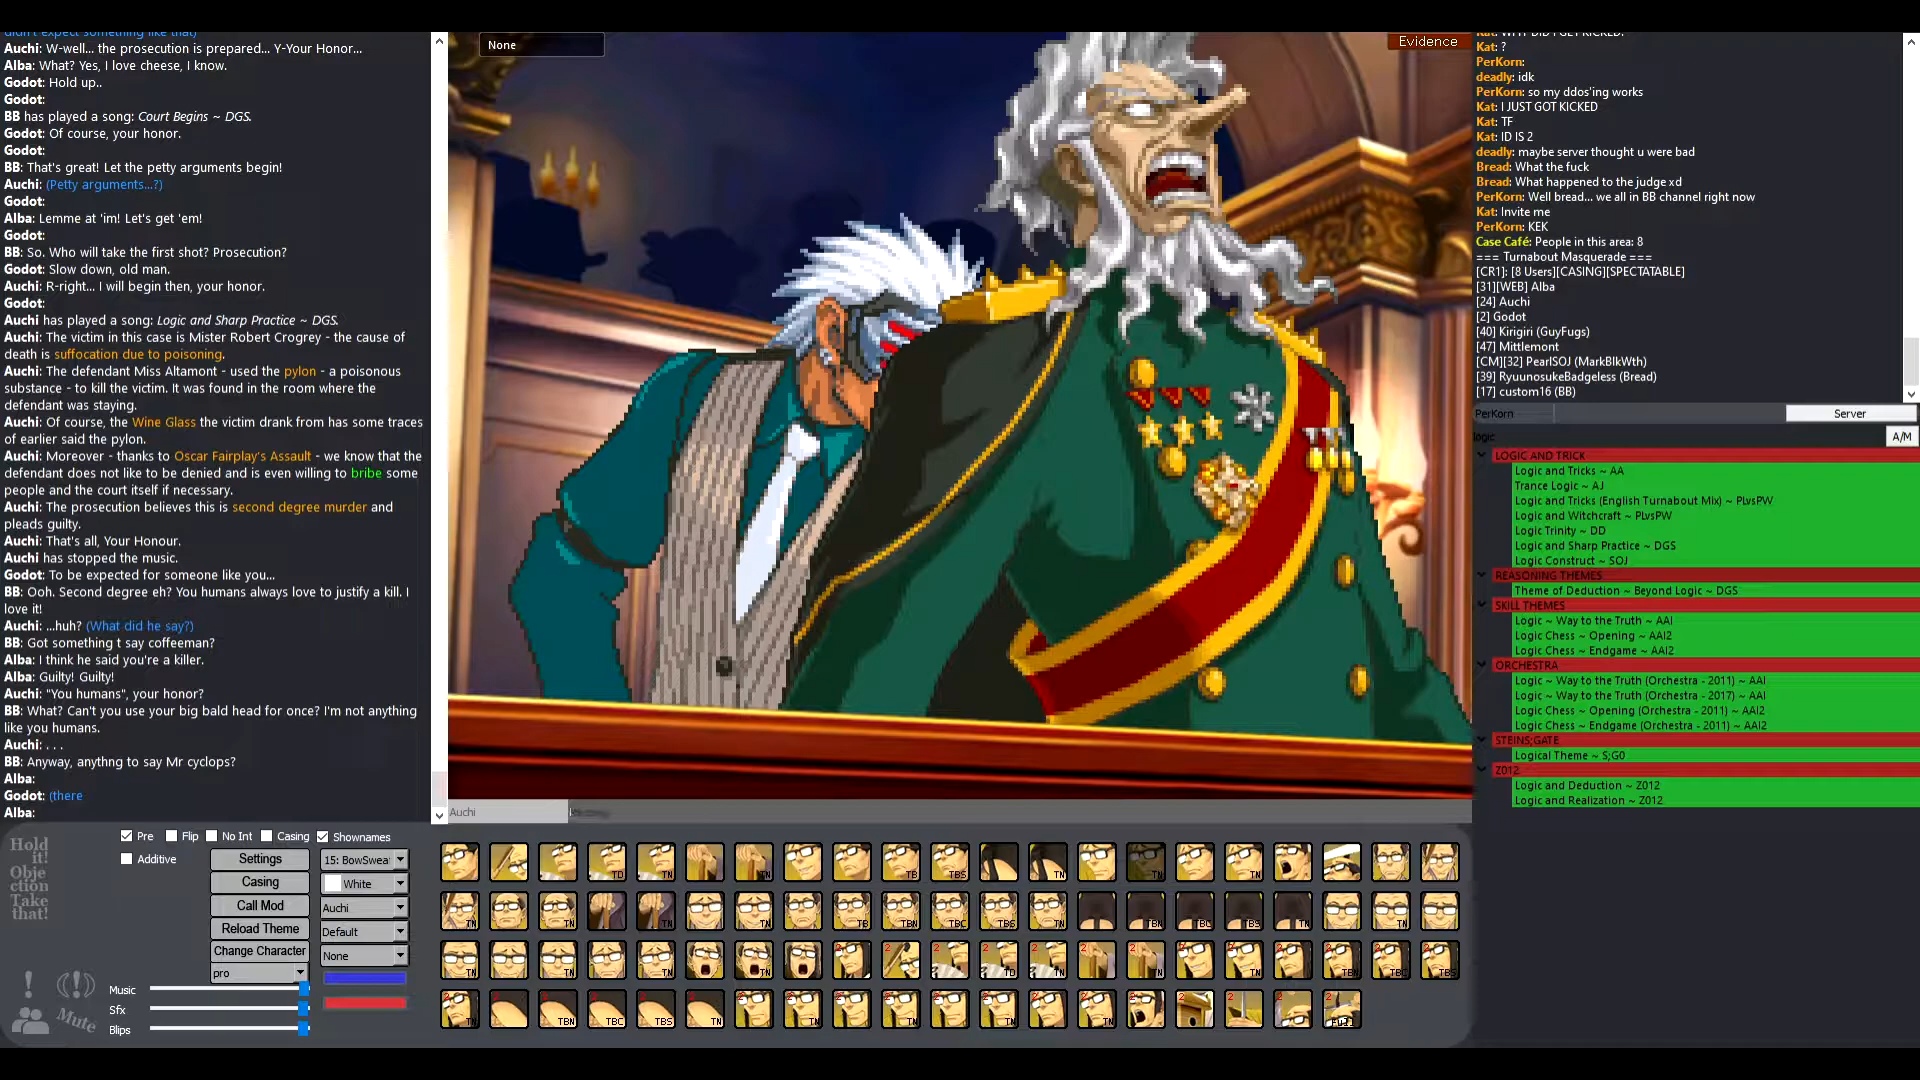 didn't expect something like that)
Auchi: W-well... the prosecution is prepared... Y-Your Honor...
Alba: What? Yes, I love cheese, I know.
Godot: Hold up..
Godot:
BB has played a song: Court Begins ~ DGS.
Godot: Of course, your honor.
Godot:
BB: That's great! Let the petty arguments begin!
Auchi: (Petty arguments...?)
Godot:
Alba: Lemme at 'im! Let's get 'em!
Godot:
BB: So. Who will take the first shot? Prosecution?
Godot: Slow down, old man.
Auchi: R-right... I will begin then, your honor.
Godot:
Auchi has played a song: Logic and Sharp Practice ~ DGS.
Auchi: The victim in this case is Mister Robert Crogrey - the cause of
death is suffocation due to poisoning.
Auchi: The defendant Miss Altamont - used the pylon - a poisonous
substance - to kill the victim. It was found in the room where the
defendant was staying.
Auchi: Of course, the Wine Glass the victim drank from has some traces
of earlier said the pylon.
Auchi: Moreover - thanks to Oscar Fairplay's Assault - we know that the
defendant does not like to be denied and is even willing to bribe some
people and the court itself if necessary.
Auchi: The prosecution believes this is second degree murder and
pleads guilty.
Auchi: That's all, Your Honour.
Auchi has stopped the music.
Godot: To be expected for someone like you...
BB: Ooh. Second degree eh? You humans always love to justify a kill. I
love it!
Auchi: ...huh? (What did he say?)
BB: Got something t say coffeeman?
Alba: I think he said you're a killer.
Alba: Guilty! Guilty!
Auchi: "You humans", your honor?
BB: What? Can't you use your big bald head for once? I'm not anything
like you humans.
Auchi: . . .
BB: Anyway, anythng to say Mr cyclops?
Alba:
Godot: (there
Alba:
None
Evidence
Auchi
Kat: WHY DID I GET KICKED?
Kat: ?
PerKorn:
deadly: idk
PerKorn: so my ddos'ing works
Kat: I JUST GOT KICKED
Kat: TF
Kat: ID IS 2
deadly: maybe server thought u were bad
Bread: What the fuck
Bread: What happened to the judge xd
PerKorn: Well bread... we all in BB channel right now
Kat: Invite me
PerKorn: KEK
Case Café: People in this area: 8
=== Turnabout Masquerade ===
[CR1]: [8 Users][CASING][SPECTATABLE]
[31][WEB] Alba
[24] Auchi
[2] Godot
[40] Kirigiri (GuyFugs)
[47] Mittlemont
[CM][32] PearlSOJ (MarkBlkWth)
[39] RyuunosukeBadgeless (Bread)
[17] custom16 (BB)
PerKorn
Server
logic
A/M
LOGIC AND TRICK
Logic and Tricks ~ AA
Trance Logic ~ AJ
Logic and Tricks (English Turnabout Mix) ~ PLvsPW
Logic and Witchcraft ~ PLvsPW
Logic Trinity ~ DD
Logic and Sharp Practice ~ DGS
Logic Construct ~ SOJ
REASONING THEMES
Theme of Deduction ~ Beyond Logic ~ DGS
SKILL THEMES
Logic ~ Way to the Truth ~ AAI
Logic Chess ~ Opening ~ AAI2
Logic Chess ~ Endgame ~ AAI2
ORCHESTRA
Logic ~ Way to the Truth (Orchestra - 2011) ~ AAI
Logic ~ Way to the Truth (Orchestra - 2017) ~ AAI
Logic Chess ~ Opening (Orchestra - 2011) ~ AAI2
Logic Chess ~ Endgame (Orchestra - 2011) ~ AAI2
STEINS;GATE
Logical Theme ~ S;G0
Z012
Logic and Deduction ~ Z012
Logic and Realization ~ Z012
Hold
it!
Obje
ction
Take
that!
Pre
Flip
No Int
Casing
Shownames
Additive
Settings
Casing
Call Mod
Reload Theme
Change Character
pro
15: BowSwea
White
Auchi
Default
None
Music
Sfx
Blips
Mute